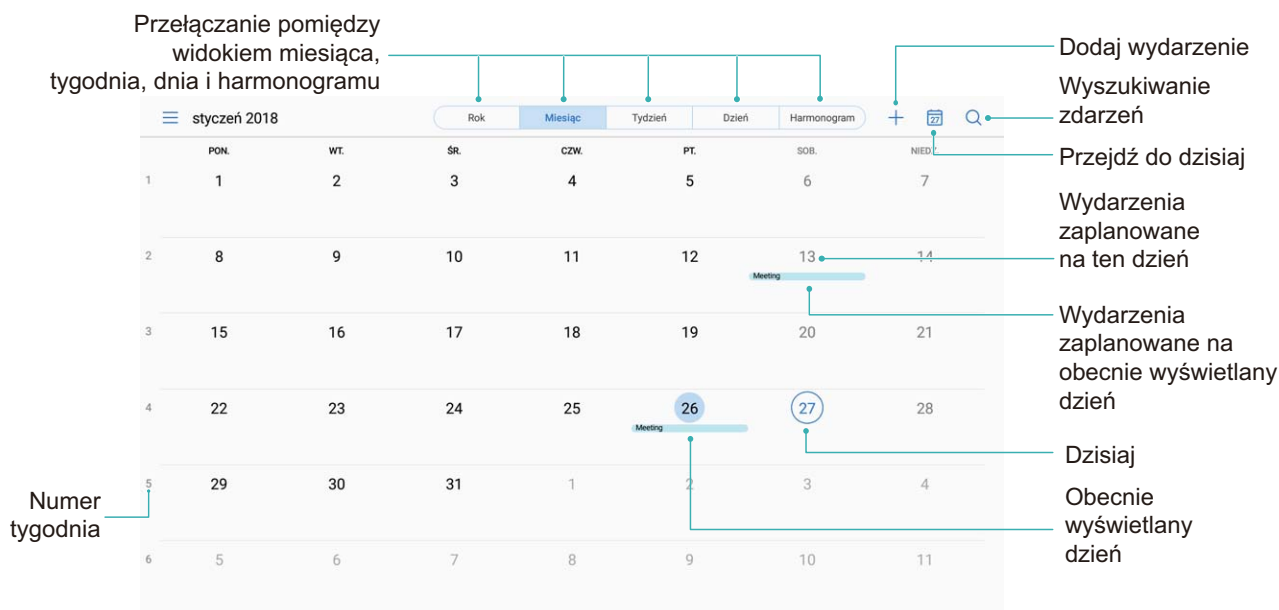 Przełączanie pomiędzy
widokiem miesiąca,
tygodnia, dnia i harmonogramu
Dodaj wydarzenie
Wyszukiwanie
zdarzeń
Przejdź do dzisiaj
Wydarzenia
zaplanowane
na ten dzień
Wydarzenia
zaplanowane na
obecnie wyświetlany
dzień
Dzisiaj
Obecnie
wyświetlany
dzień
Numer
tygodnia
styczeń 2018 Rok Miesiąc Tydzień Dzień Harmonogram 27
PON. WT. ŚR. CZW. PT. SOB. NIEDZ.
1 1 2 3 4 5 6 7
2 8 9 10 11 12 13 14
Meeting
3 15 16 17 18 19 20 21
4 22 23 24 25 26 27 28
Meeting
5 29 30 31 1 2 3 4
6 5 6 7 8 9 10 11